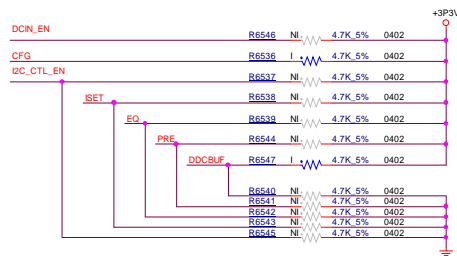 +3P3V
DCIN_EN R6546 NI 4.7K_5% 0402
CFG R6536 I 4.7K_5% 0402
I2C_CTL_EN R6537 NI 4.7K_5% 0402
ISET R6538 NI 4.7K_5% 0402
EQ R6539 NI 4.7K_5% 0402
PRE R6544 NI 4.7K_5% 0402
DDCBUF R6547 I 4.7K_5% 0402
R6540 NI 4.7K_5% 0402
R6541 NI 4.7K_5% 0402
R6542 NI 4.7K_5% 0402
R6543 NI 4.7K_5% 0402
R6545 NI 4.7K_5% 0402